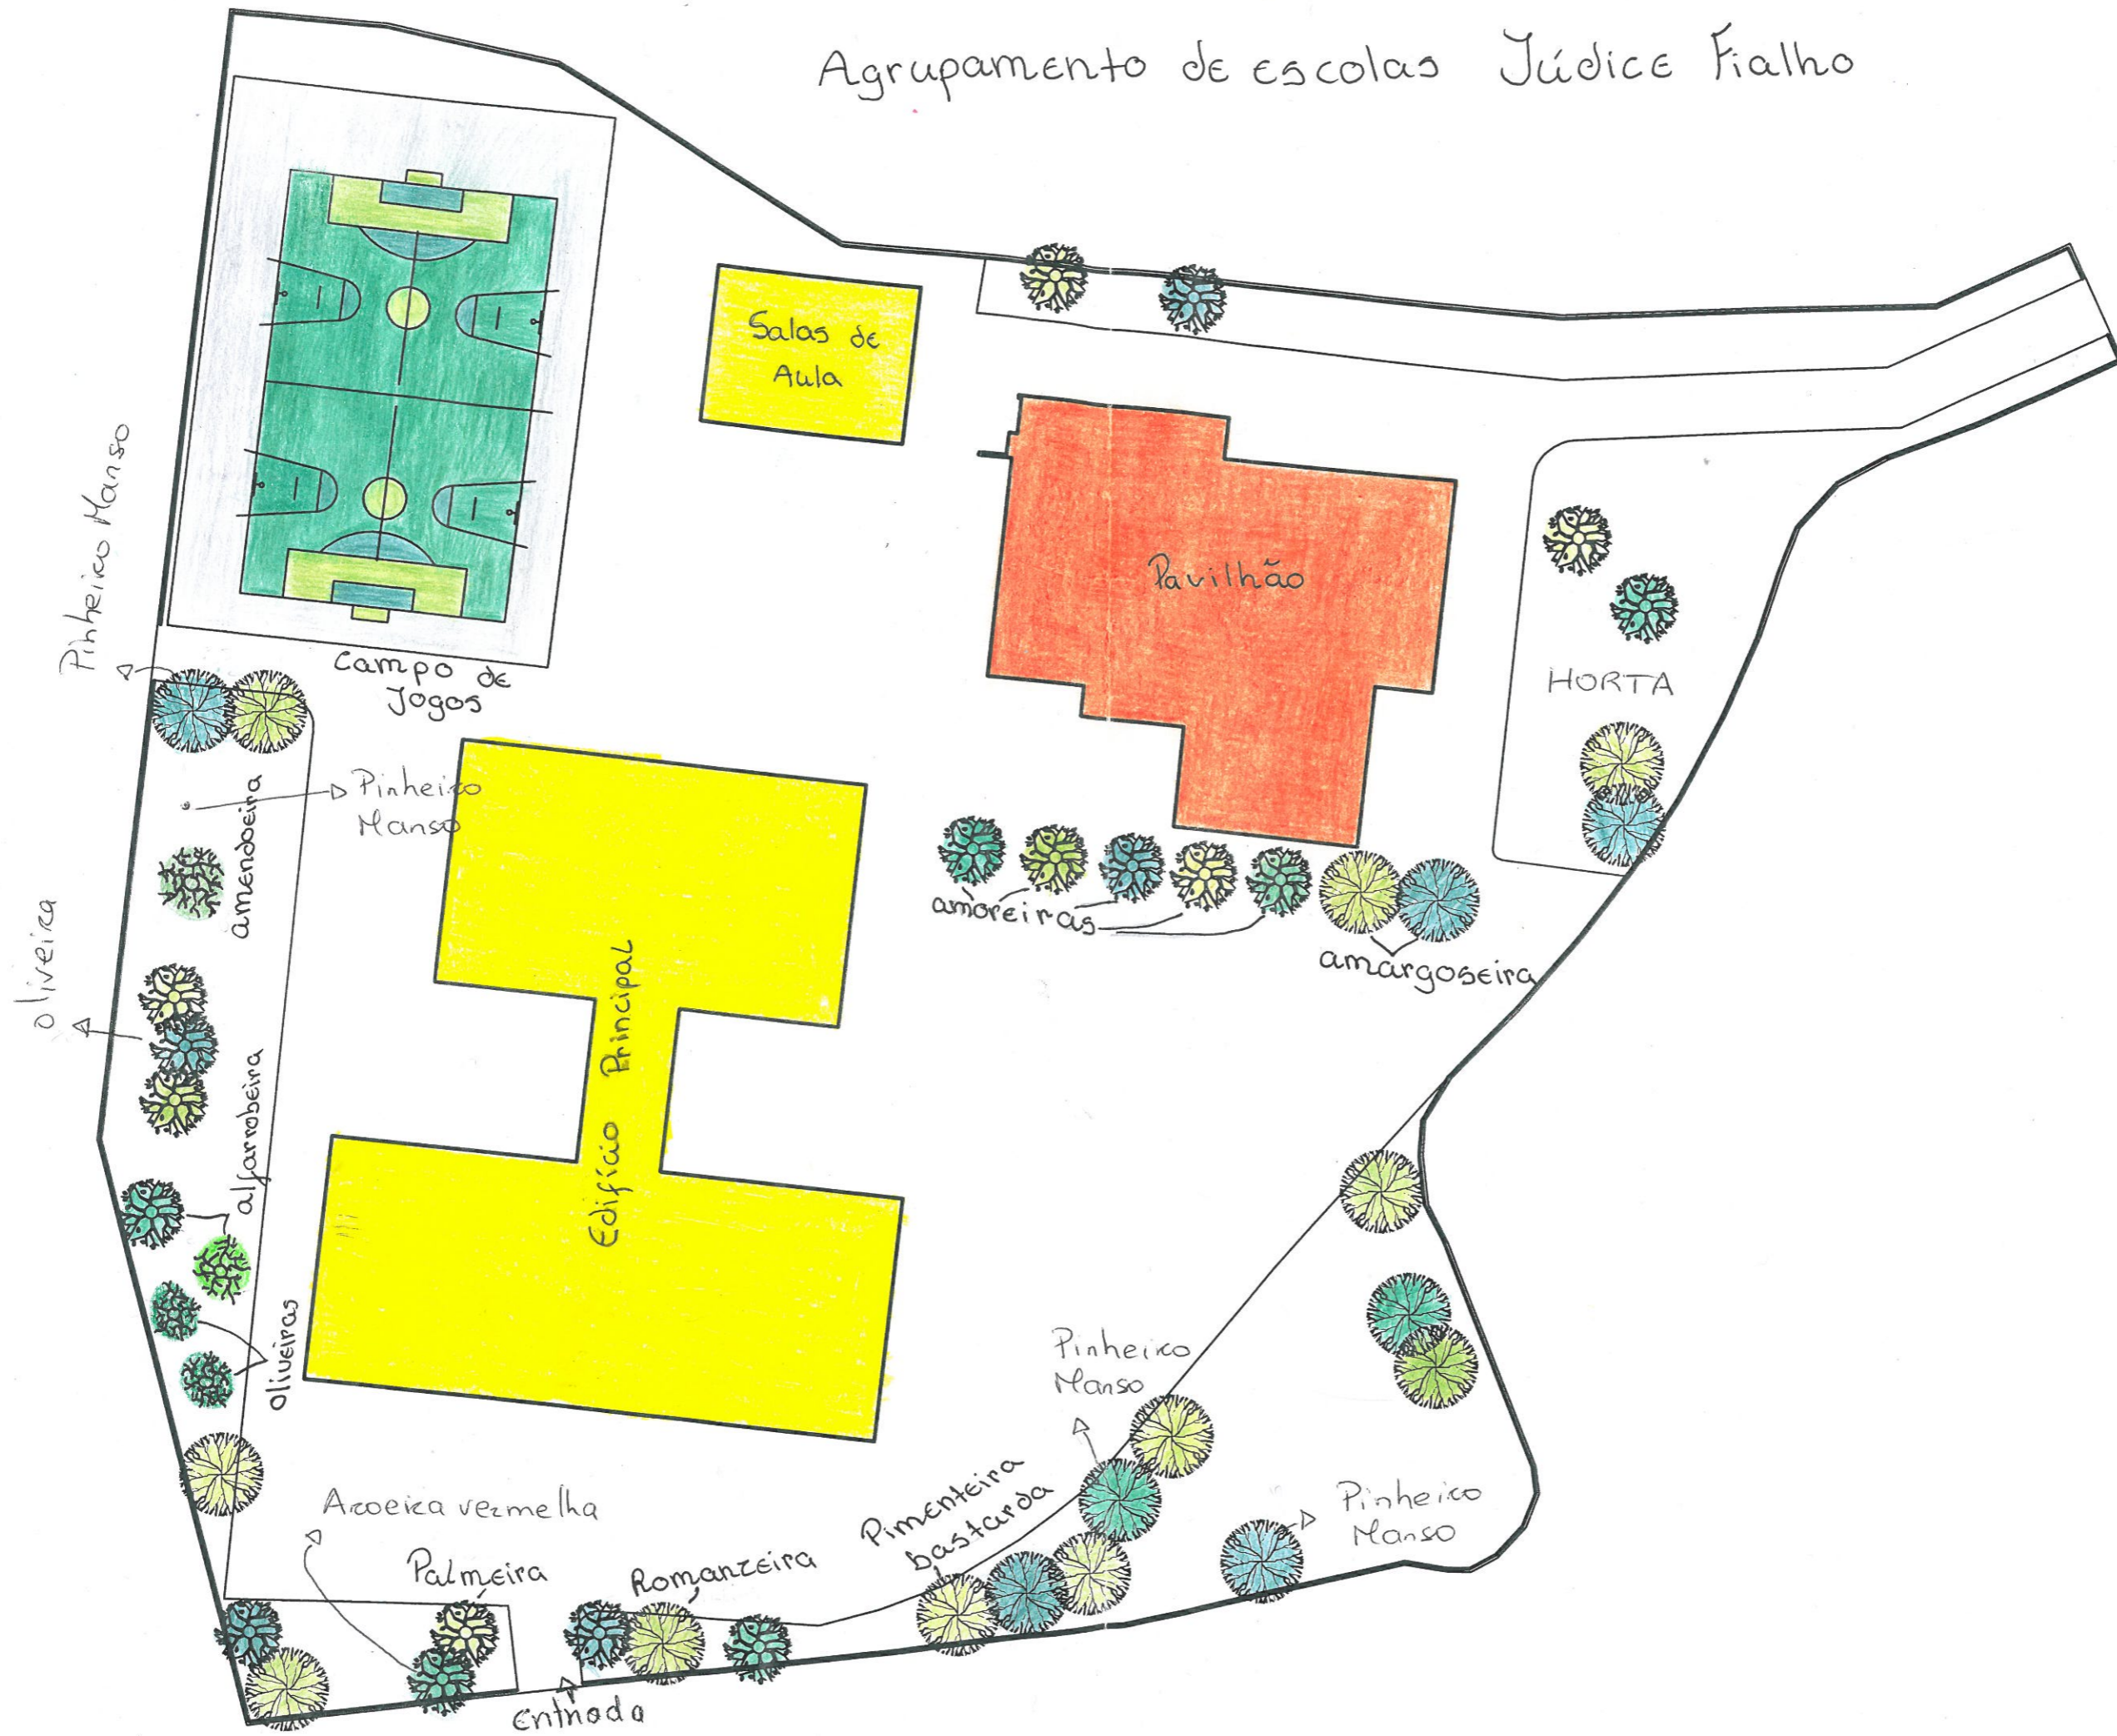 Agrupamento de escolas Júdice Fialho
Salas de
Aula
Pavilhão
Pinheiro Manso
Campo de
Jogos
HORTA
Pinheiro
Manso
amendoeira
amoreiras
amargoseira
oliveira
Edifício Principal
alfarrobeira
oliveiras
Pinheiro
Manso
Aroeira vermelha
Pimenteira
bastarda
Pinheiro
Manso
Palmeira
Romanzeira
Entrada